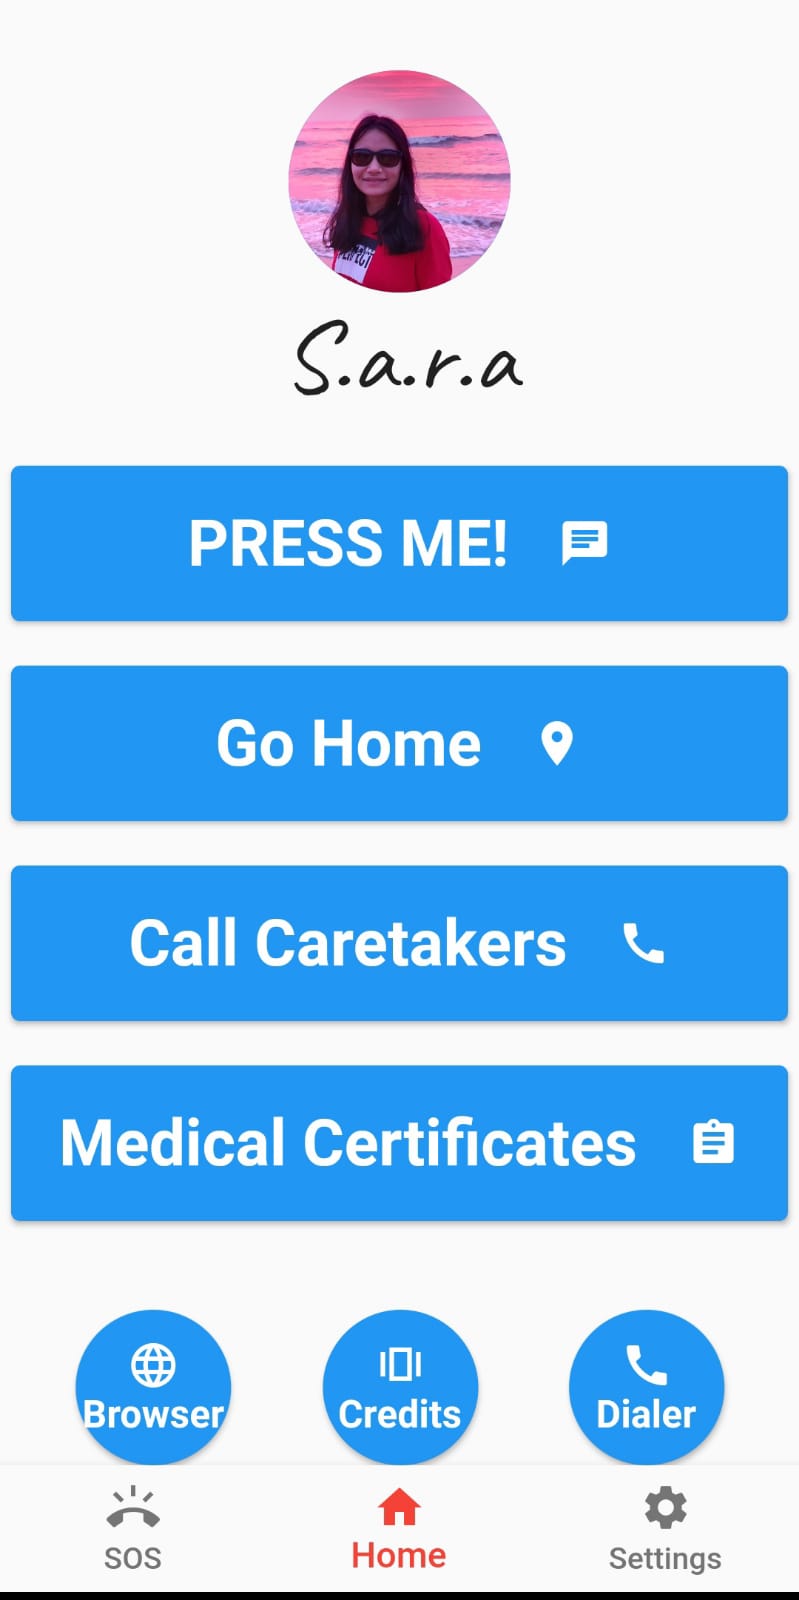 S.a.r.a
PRESS ME!
Go Home
Call Caretakers
Medical Certificates
Browser
Credits
Dialer
SOS
Home
Settings